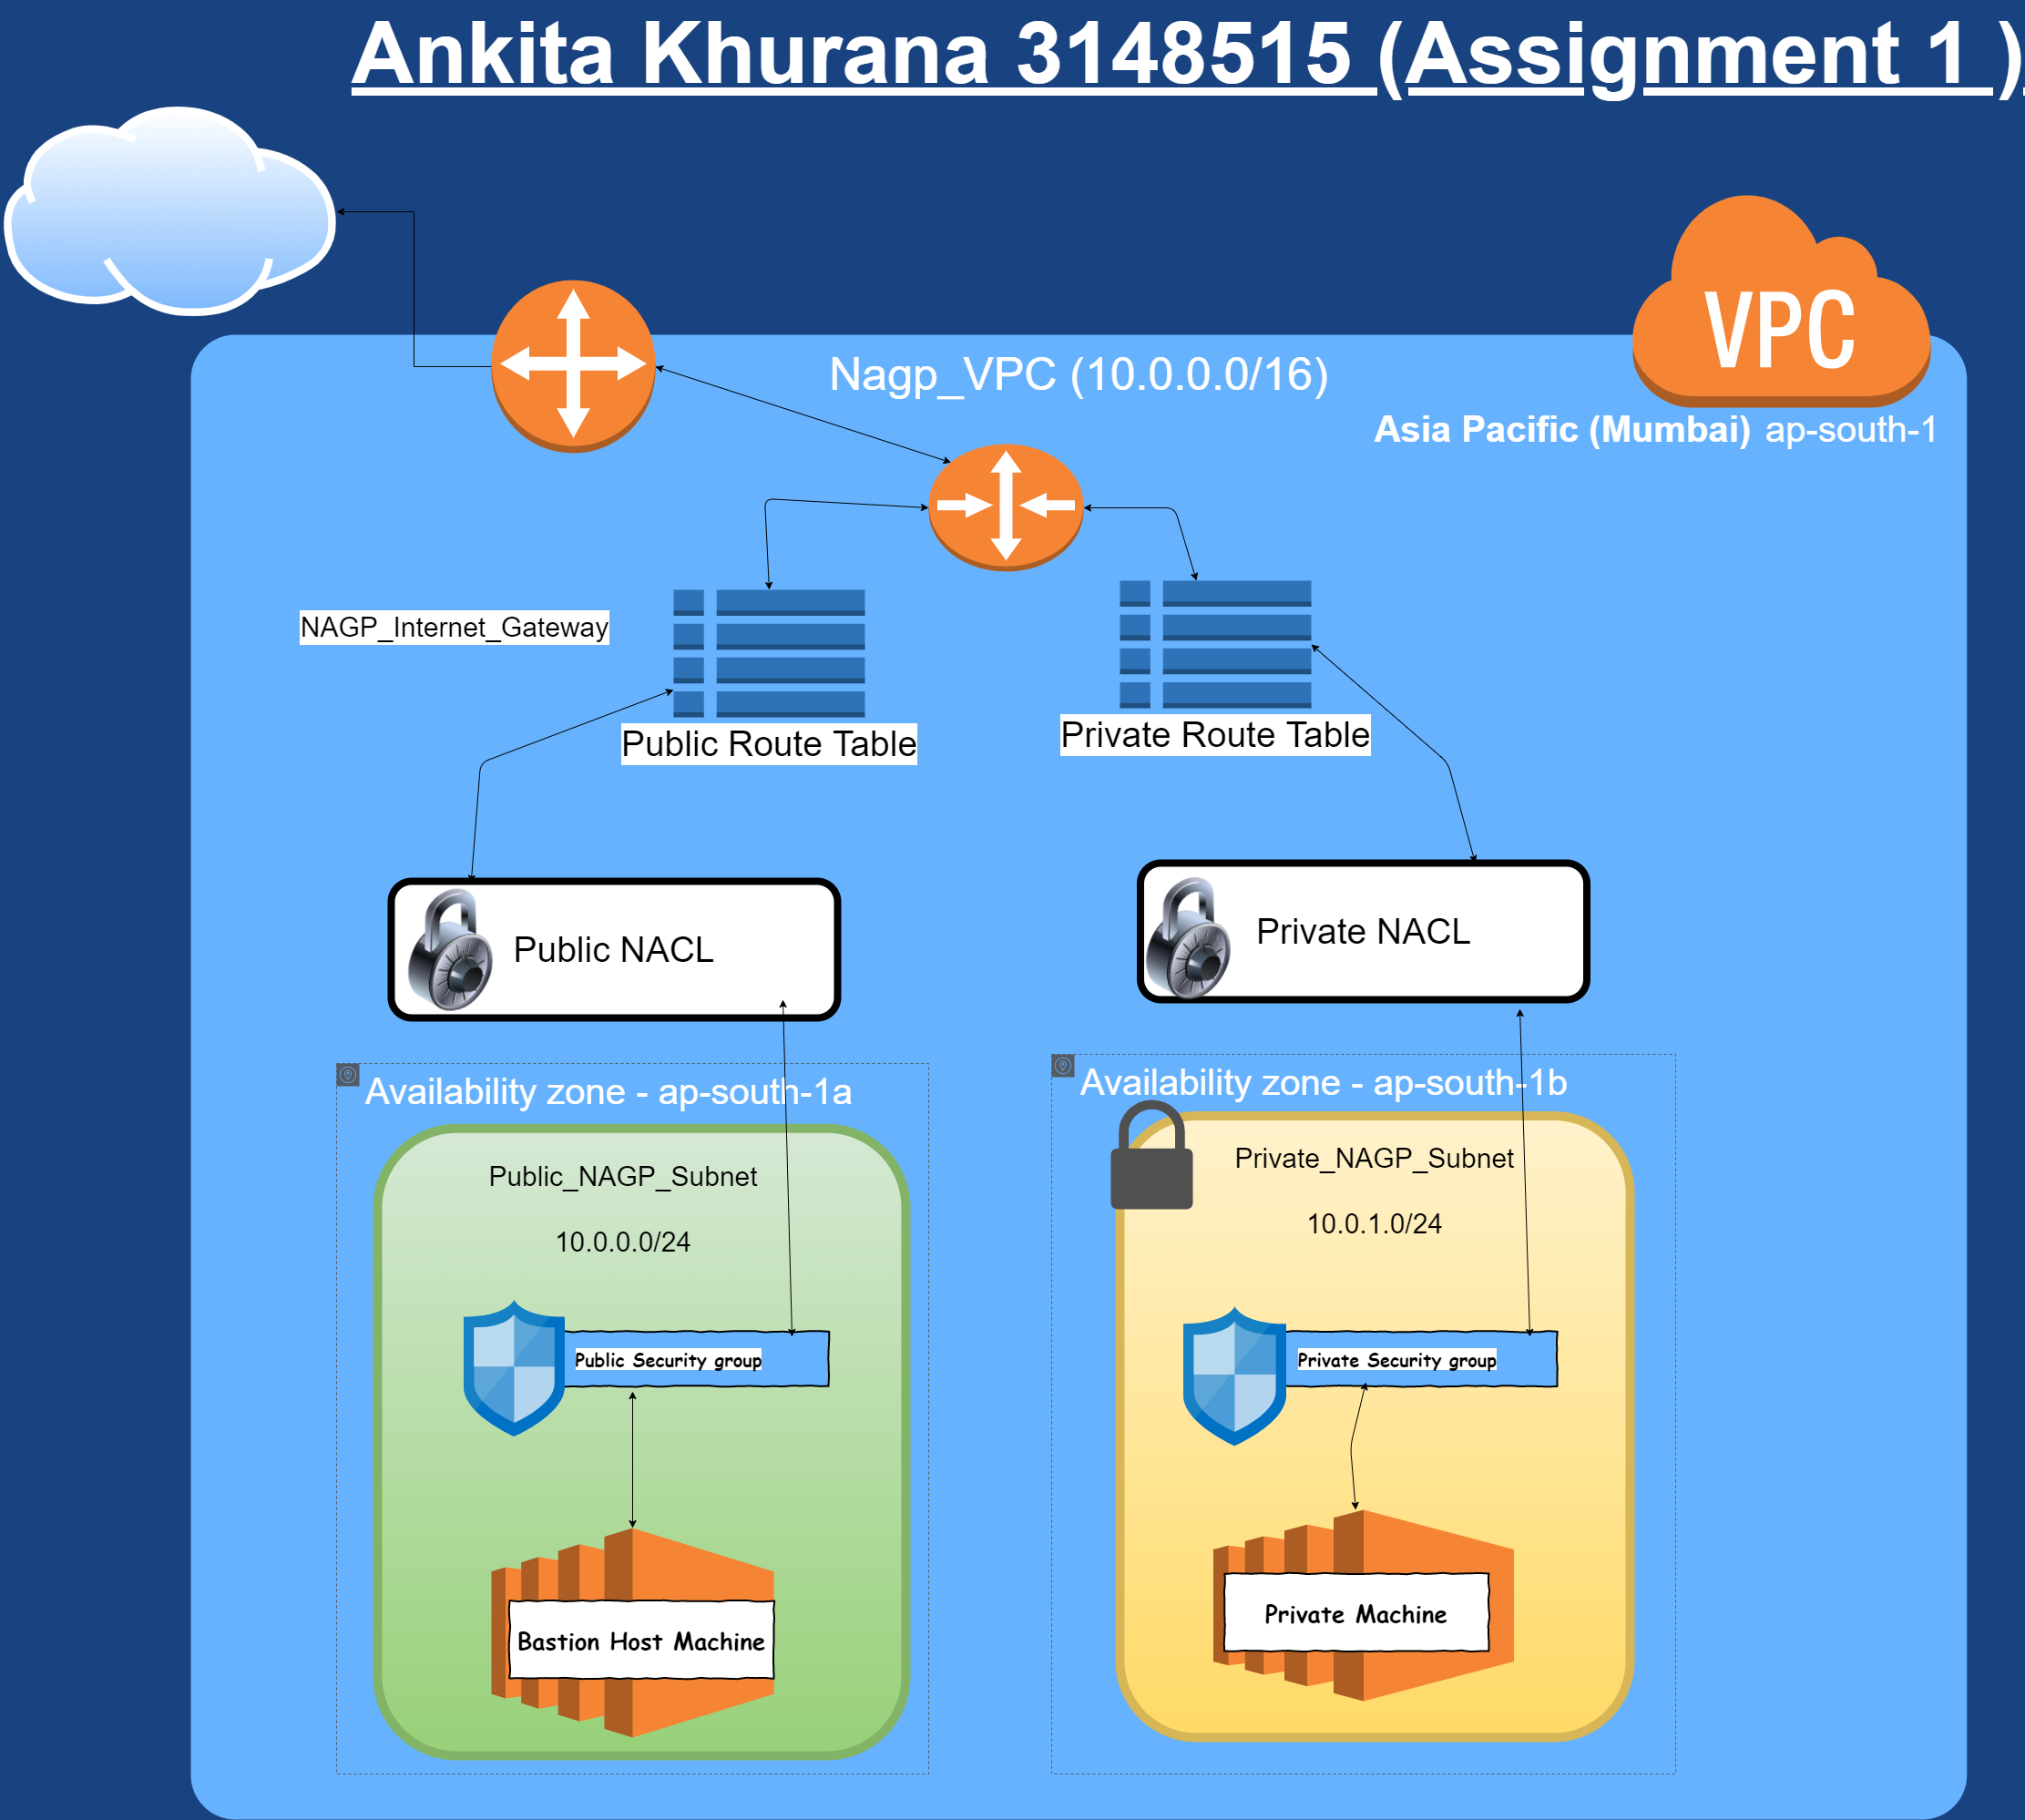 Ankita Khurana 3148515 (Assignment 1 )
VPC
Nagp_VPC (10.0.0.0/16)
Asia Pacific (Mumbai) ap-south-1
NAGP_Internet_Gateway
Public Route Table
Private Route Table
Public NACL
Private NACL
Availability zone - ap-south-1a
Availability zone - ap-south-1b
Public_NAGP_Subnet
10.0.0.0/24
Private_NAGP_Subnet
10.0.1.0/24
Public Security group
Private Security group
Bastion Host Machine
Private Machine